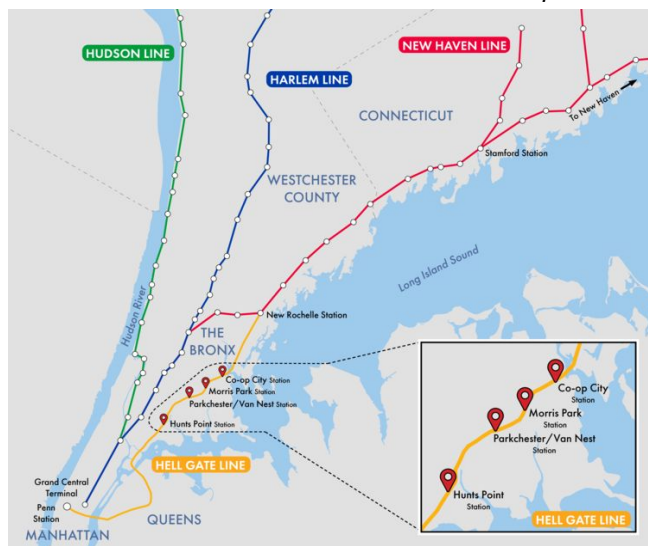 HUDSON LINE
HARLEM LINE
NEW HAVEN LINE
CONNECTICUT
To New Haven
Stamford Station
WESTCHESTER
COUNTY
Long Island Sound
Hudson River
New Rochelle Station
THE
BRONX
Co-op City Station
Morris Park Station
Parkchester/Van Nest Station
Hunts Point Station
HELL GATE LINE
Grand Central
Terminal
Penn
Station
MANHATTAN
QUEENS
Co-op City
Station
Morris Park
Station
Parkchester/Van Nest
Station
Hunts Point
Station
HELL GATE LINE